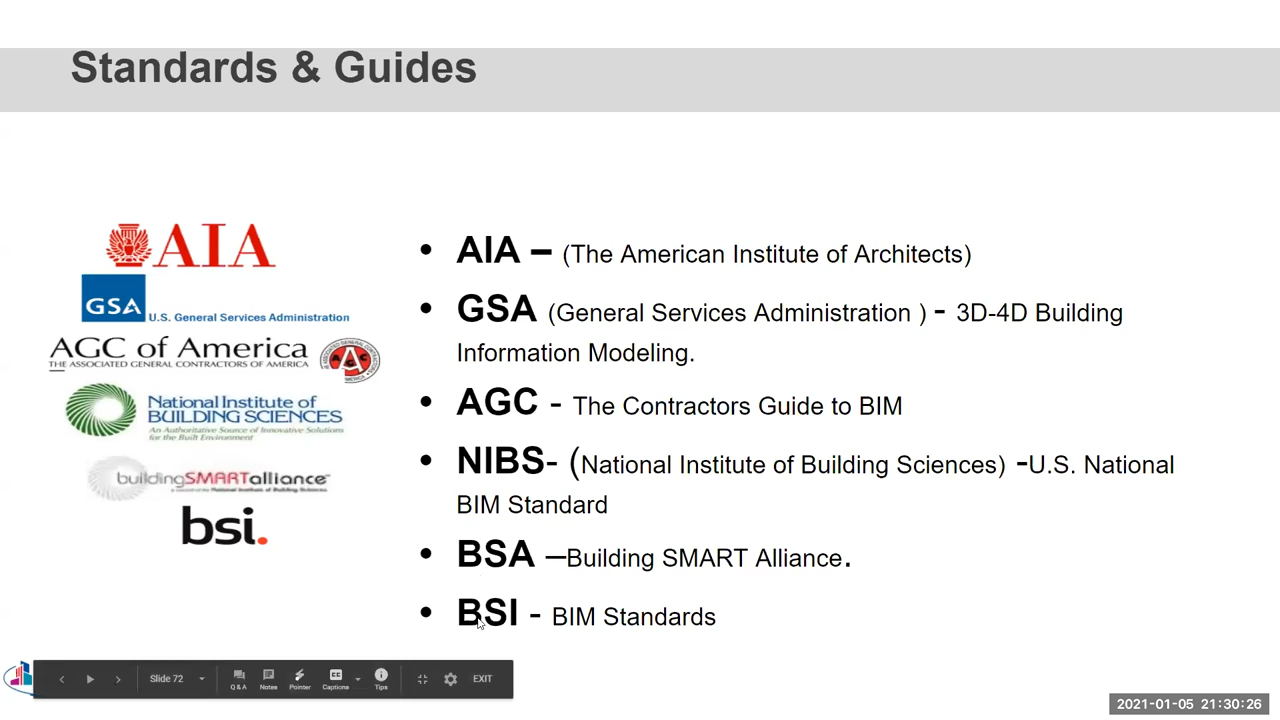 Standards & Guides
AIA
GSA
U.S. General Services Administration
AGC of America
THE ASSOCIATED GENERAL CONTRACTORS OF AMERICA
National Institute of
BUILDING SCIENCES
An Authoritative Source of Innovative Solutions
for the Built Environment
buildingSMARTalliance
bsi.
• AIA – (The American Institute of Architects)
• GSA (General Services Administration ) - 3D-4D Building
Information Modeling.
• AGC - The Contractors Guide to BIM
• NIBS- (National Institute of Building Sciences) -U.S. National
BIM Standard
• BSA –Building SMART Alliance.
• BSI - BIM Standards
Slide 72
Q & A
Notes
Pointer
Captions
Tips
EXIT
2021-01-05 21:30:26